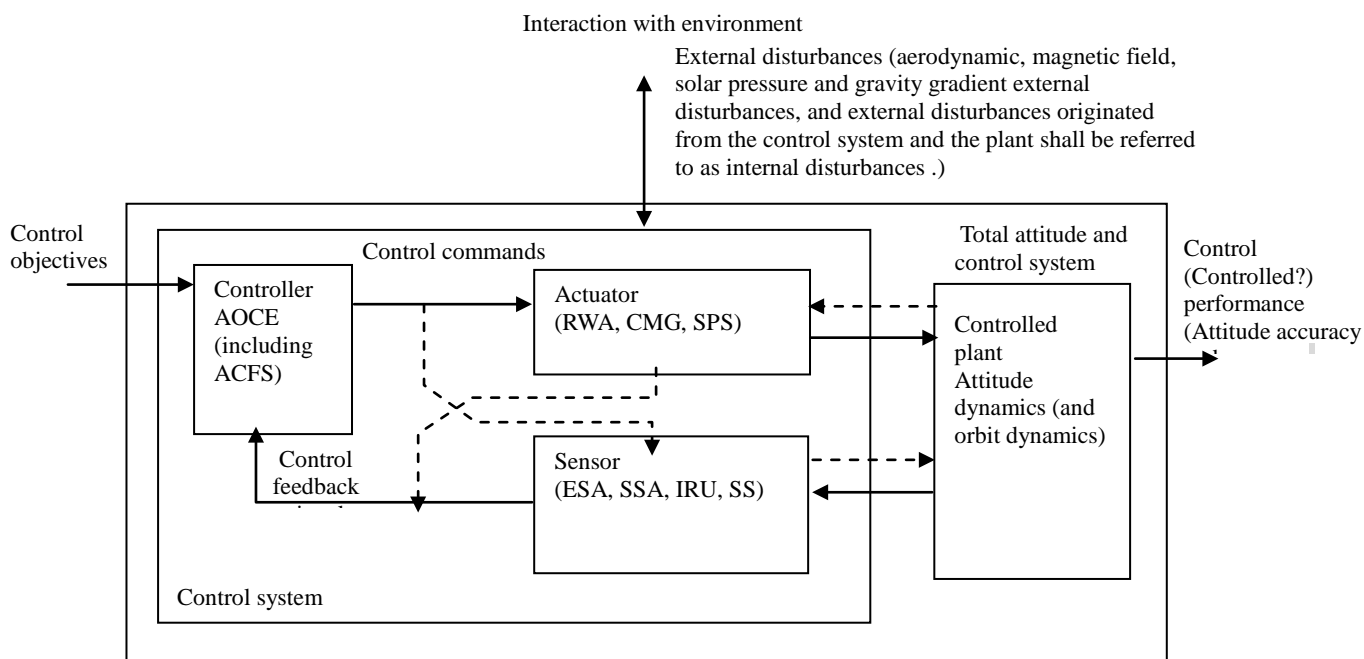 Interaction with environment
External disturbances (aerodynamic, magnetic field,
solar pressure and gravity gradient external
disturbances, and external disturbances originated
from the control system and the plant shall be referred
to as internal disturbances .)
Control
objectives
Control commands
Total attitude and
control system
Control
(Controlled?)
performance
(Attitude accuracy
Controller
AOCE
(including
ACFS)
Actuator
(RWA, CMG, SPS)
Controlled
plant
Attitude
dynamics (and
orbit dynamics)
Control
feedback
Sensor
(ESA, SSA, IRU, SS)
Control system